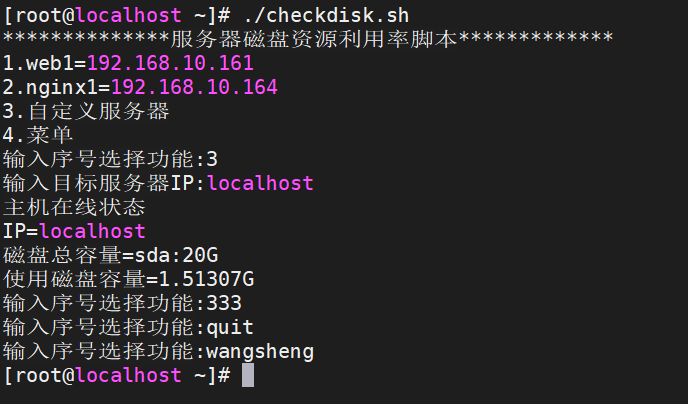 [root@localhost ~]# ./checkdisk.sh
**************服务器磁盘资源利用率脚本*************
1.web1=192.168.10.161
2.nginx1=192.168.10.164
3.自定义服务器
4.菜单
输入序号选择功能:3
输入目标服务器IP:localhost
主机在线状态
IP=localhost
磁盘总容量=sda:20G
使用磁盘容量=1.51307G
输入序号选择功能:333
输入序号选择功能:quit
输入序号选择功能:wangsheng
[root@localhost ~]#